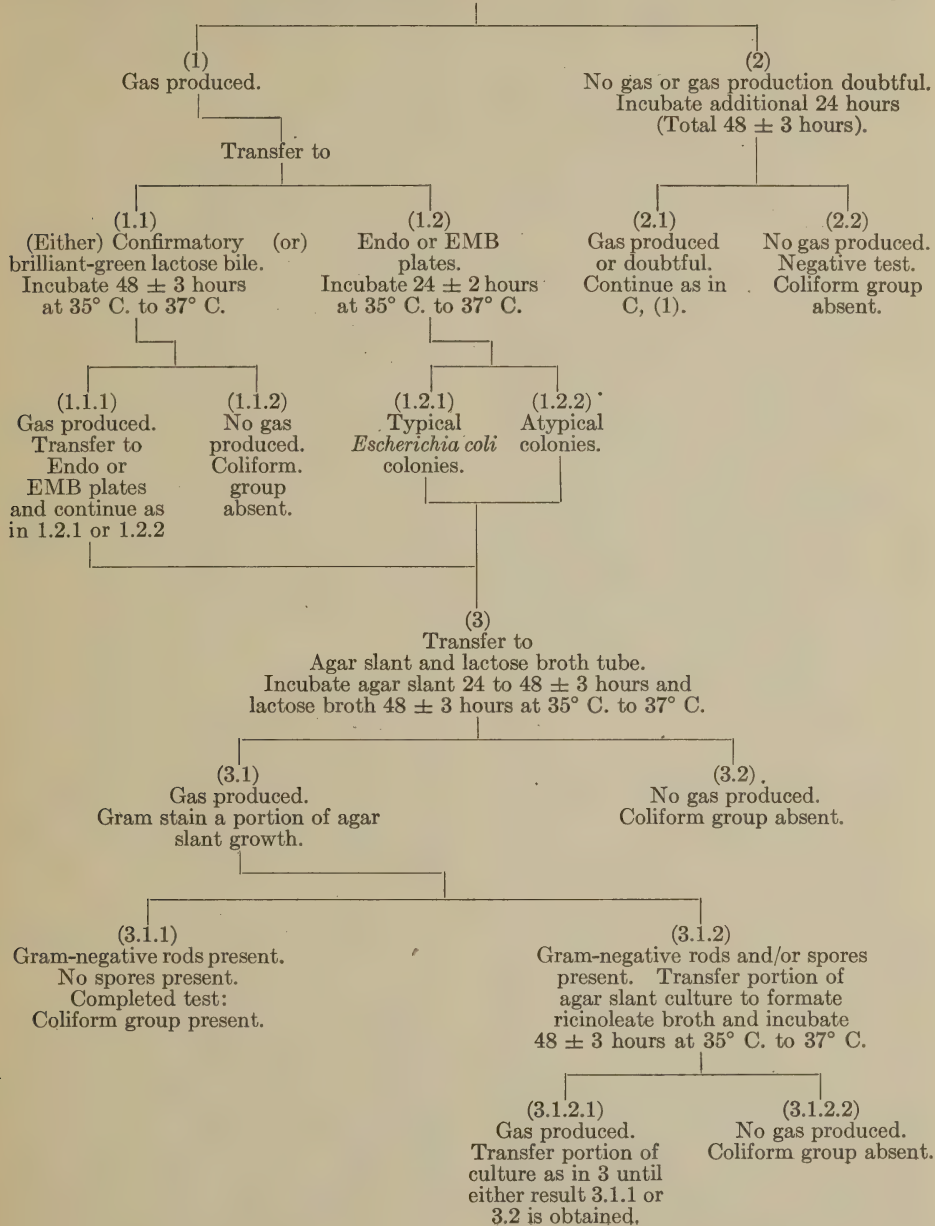 (1)
Gas produced.
(2)
No gas or gas production doubtful.
Incubate additional 24 hours
(Total 48 ± 3 hours).
Transfer to
(1.1)
(Either) Confirmatory (or)
brilliant-green lactose bile.
Incubate 48 ± 3 hours
at 35° C. to 37° C.
(1.2)
Endo or EMB
plates.
Incubate 24 ± 2 hours
at 35° C. to 37° C.
(2.1)
Gas produced
or doubtful.
Continue as in
C, (1).
(2.2)
No gas produced.
Negative test.
Coliform group
absent.
(1.1.1)
Gas produced.
Transfer to
Endo or
EMB plates
and continue as
in 1.2.1 or 1.2.2
(1.1.2)
No gas
produced.
Coliform.
group
absent.
(1.2.1)
Typical
Escherichia coli
colonies.
(1.2.2)
Atypical
colonies.
(3)
Transfer to
Agar slant and lactose broth tube.
Incubate agar slant 24 to 48 ± 3 hours and
lactose broth 48 ± 3 hours at 35° C. to 37° C.
(3.1)
Gas produced.
Gram stain a portion of agar
slant growth.
(3.2)
No gas produced.
Coliform group absent.
(3.1.1)
Gram-negative rods present.
No spores present.
Completed test:
Coliform group present.
(3.1.2)
Gram-negative rods and/or spores
present. Transfer portion of
agar slant culture to formate
ricinoleate broth and incubate
48 ± 3 hours at 35° C. to 37° C.
(3.1.2.1)
Gas produced.
Transfer portion of
culture as in 3 until
either result 3.1.1 or
3.2 is obtained.
(3.1.2.2)
No gas produced.
Coliform group absent.